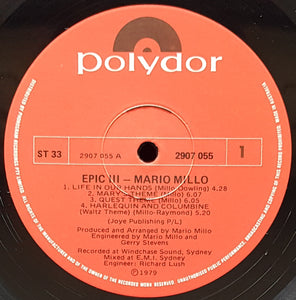 polydor
ST 33
2907 055 A
2907 055
1
EPIC III – MARIO MILLO
1. LIFE IN OUR HANDS (Millo Dowling) 4.28
2. MARY'S THEME (Millo) 6.07
3. QUEST THEME (Millo) 6.05
4. HARLEQUIN AND COLUMBINE
(Waltz Theme) (Millo-Raymond) 5.20
(Joye Publishing P/L)
Produced and Arranged by Mario Millo
Engineered by Mario Millo and
Gerry Stevens
Recorded at Windchase Sound, Sydney
Mixed at E.M.I. Sydney
Engineer: Richard Lush
℗1979